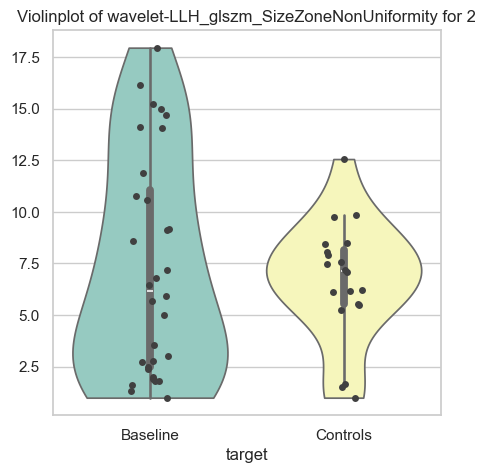 Violinplot of wavelet-LLH_glszm_SizeZoneNonUniformity for 2
17.5
15.0
12.5
10.0
7.5
5.0
2.5
Baseline Controls
target